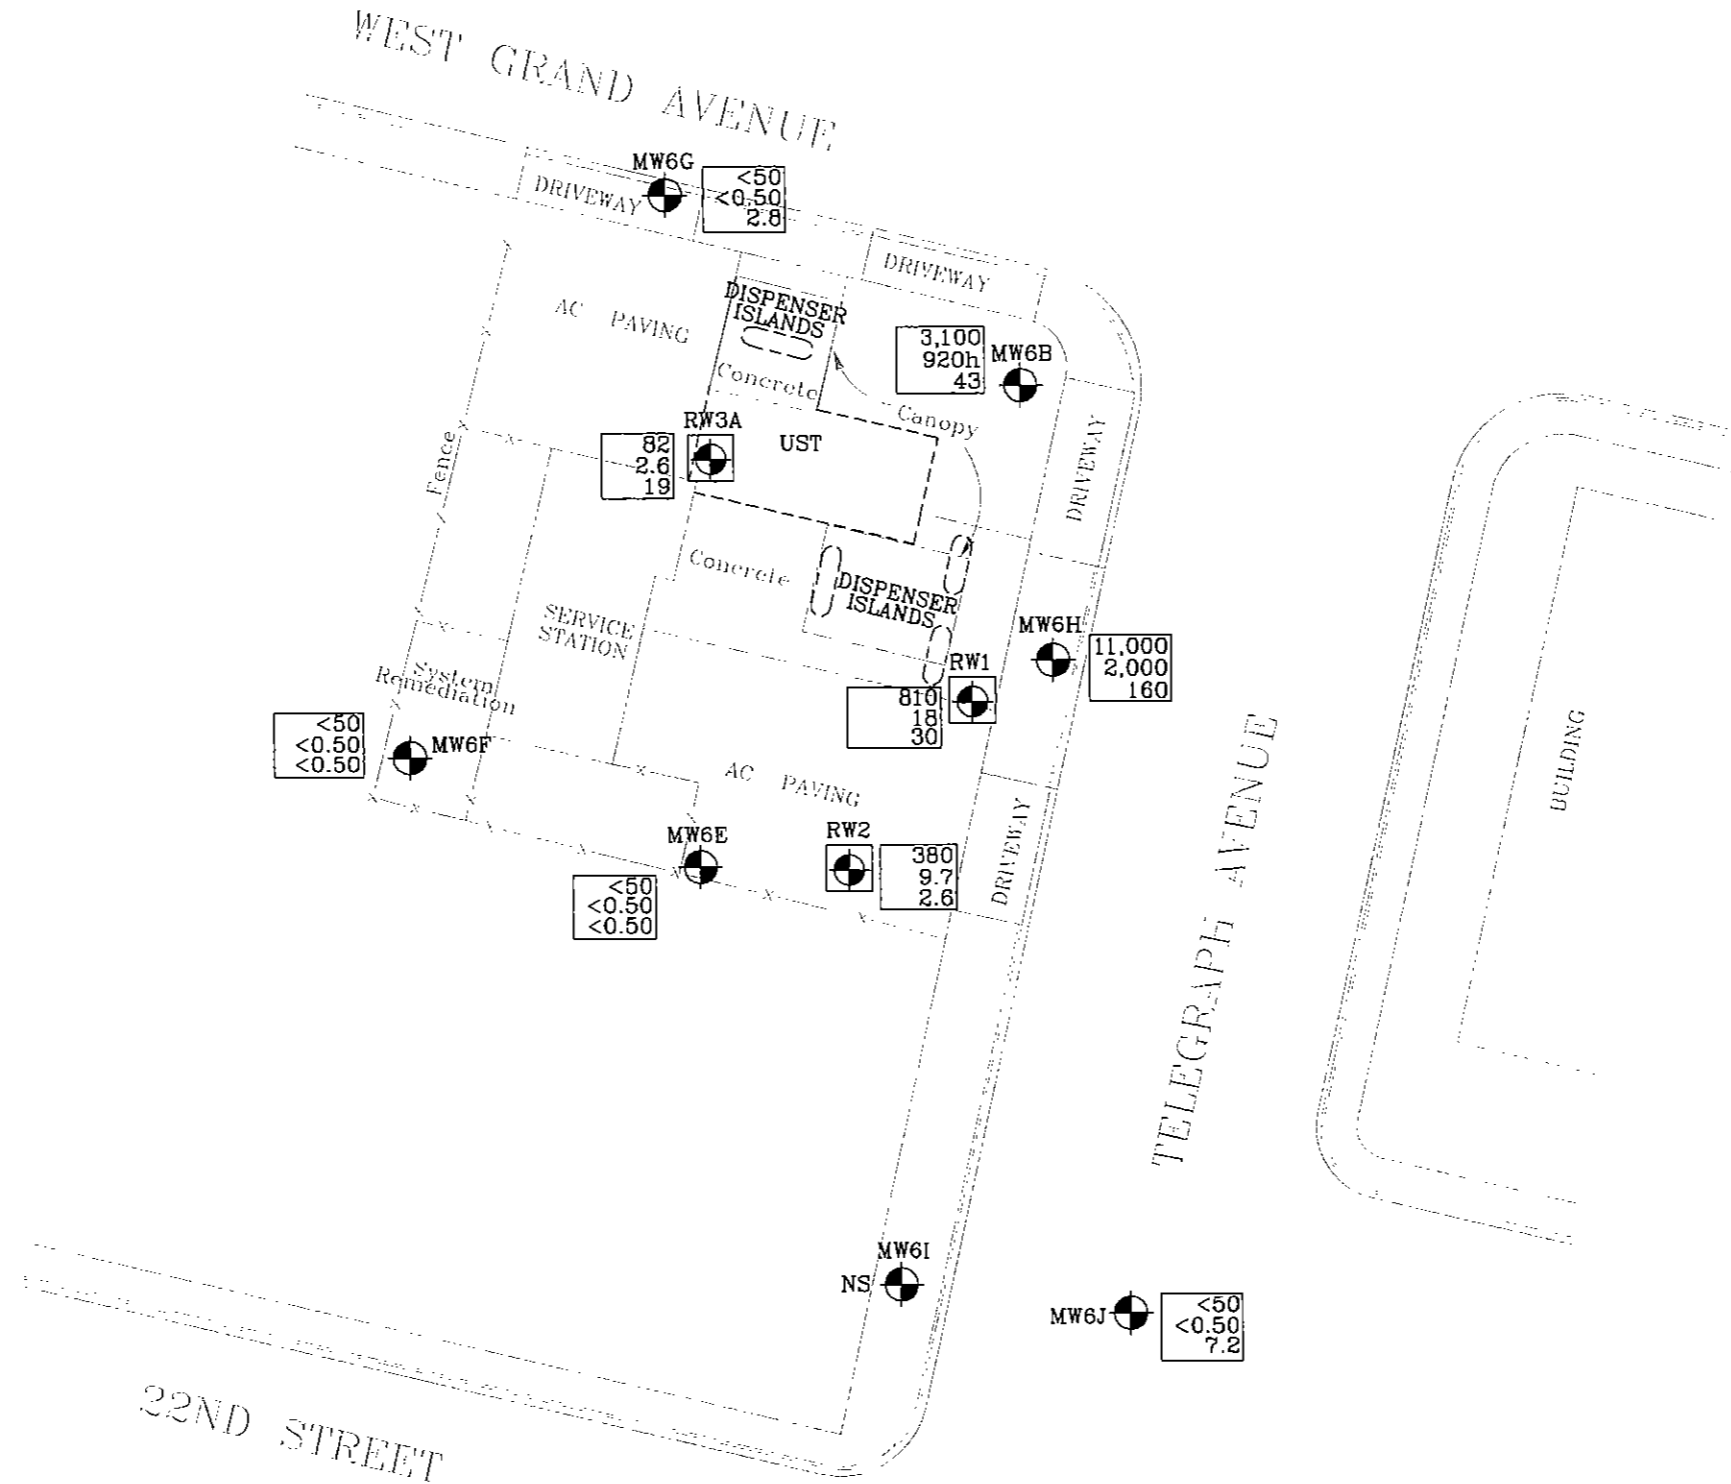 WEST GRAND AVENUE
MW6G
<50
<0.50
2.8
DRIVEWAY
DRIVEWAY
AC PAVING
DISPENSER
ISLANDS
Concrete
3,100
920h
43
MW6B
Canopy
RW3A
82
2.6
19
UST
Fence
DRIVEWAY
Concrete
DISPENSER
ISLANDS
SERVICE
STATION
MW6H
11,000
2,000
160
RW1
810
18
30
System
Remediation
<50
<0.50
<0.50
MW6F
AC PAVING
MW6E
<50
<0.50
<0.50
RW2
380
9.7
2.6
DRIVEWAY
TELEGRAPH AVENUE
BUILDING
MW6I
NS
MW6J
<50
<0.50
7.2
22ND STREET